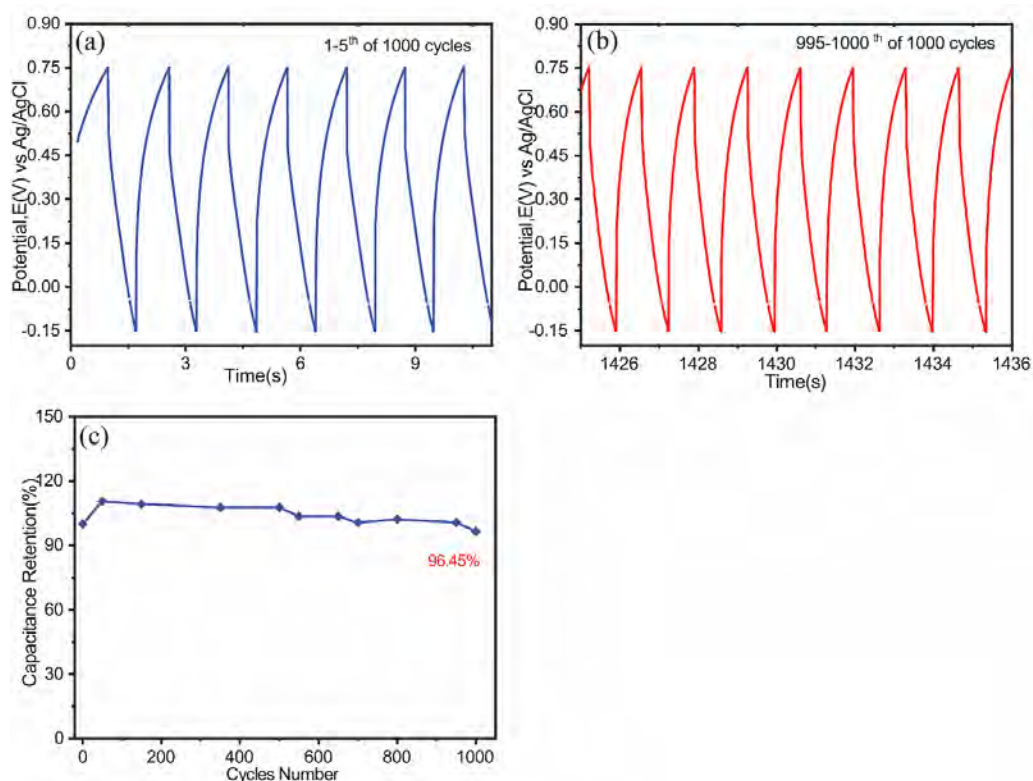 (a)
1-5th of 1000 cycles
Potential,E(V) vs Ag/AgCl
0.90
0.75
0.60
0.45
0.30
0.15
0.00
-0.15
0 3 6 9
Time(s)
(b)
995-1000 th of 1000 cycles
Potential,E(V) vs Ag/AgCl
0.90
0.75
0.60
0.45
0.30
0.15
0.00
-0.15
1426 1428 1430 1432 1434 1436
Time(s)
(c)
Capacitance Retention(%)
150
120
90
60
30
0
96.45%
0 200 400 600 800 1000
Cycles Number